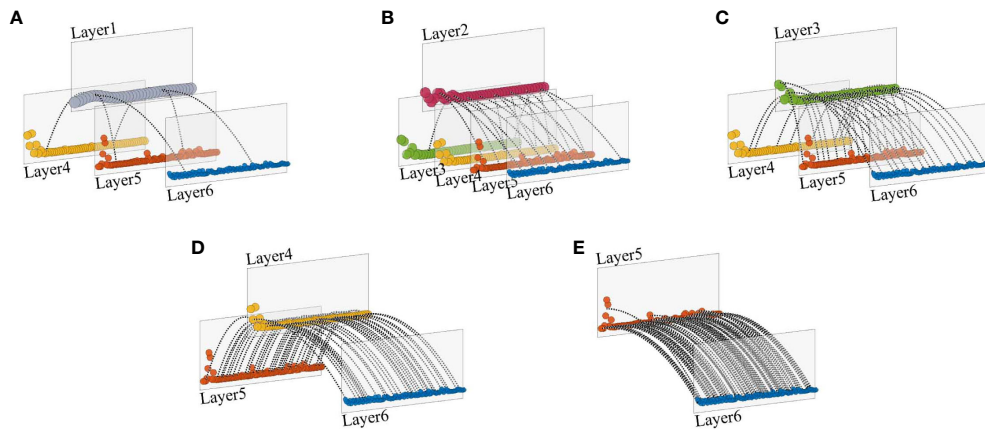 A
Layer1
Layer4
Layer5
Layer6
B
Layer2
Layer3
Layer4
Layer5
Layer6
C
Layer3
Layer4
Layer5
Layer6
D
Layer4
Layer5
Layer6
E
Layer5
Layer6